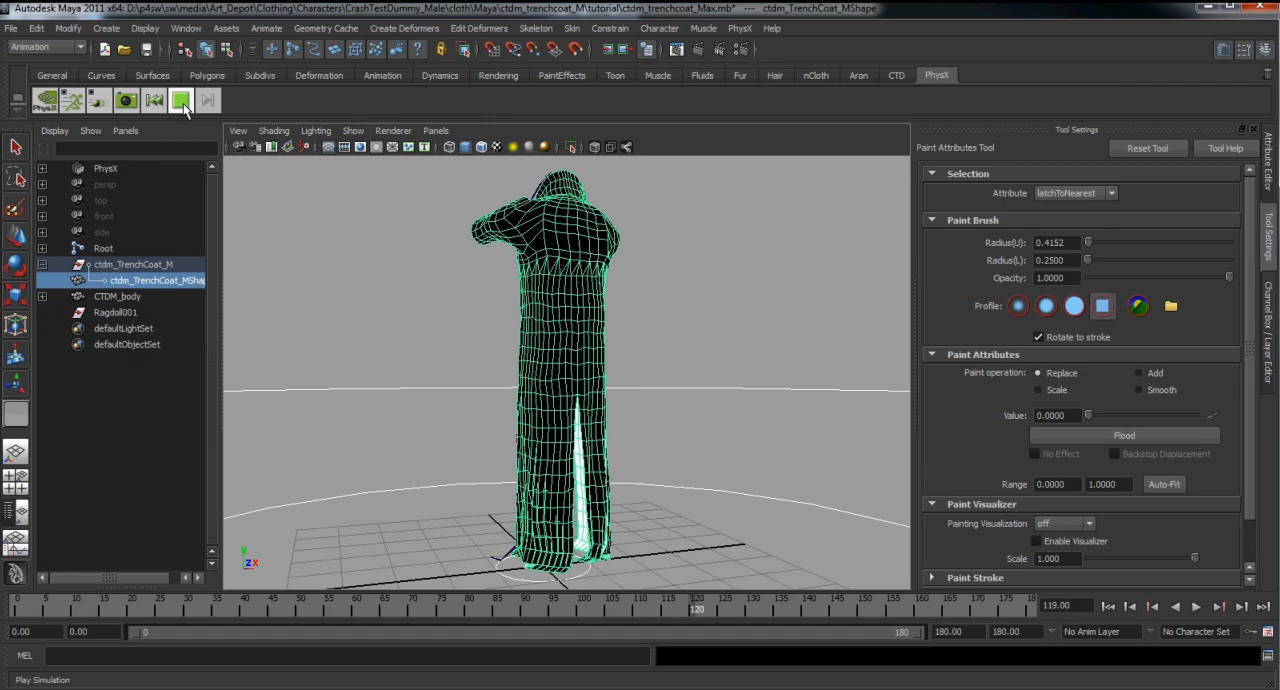 Autodesk Maya 2011 x64: D:\p4sw\sw\media\Art_Depot\Clothing\Characters\CrashTestDummy_Male\cloth\Maya\ctdm_trenchcoat_M\tutorial\ctdm_trenchcoat_Max.mb* --- ctdm_TrenchCoat_MShape
File Edit Modify Create Display Window Assets Animate Geometry Cache Create Deformers Edit Deformers Skeleton Skin Constrain Character Muscle PhysX Help
Animation
General Curves Surfaces Polygons Subdivs Deformation Animation Dynamics Rendering PaintEffects Toon Muscle Fluids Fur Hair nCloth Aron CTD PhysX
PhysX
Display Show Panels
View Shading Lighting Show Renderer Panels
Tool Settings
Paint Attributes Tool Reset Tool Tool Help
PhysX
persp
top
front
side
Root
ctdm_TrenchCoat_M
ctdm_TrenchCoat_MShap
CTDM_body
Ragdoll001
defaultLightSet
defaultObjectSet
Selection
Attribute latchToNearest
Paint Brush
Radius(U): 0.4152
Radius(L): 0.2500
Opacity: 1.0000
Profile:
Rotate to stroke
Paint Attributes
Paint operation: Replace Add
Scale Smooth
Value: 0.0000
Flood
No Effect Backstop Displacement
Range 0.0000 1.0000 Auto-Fit
Paint Visualizer
Painting Visualization off
Enable Visualizer
Scale 1.000
Paint Stroke
Attribute Editor
Tool Settings
Channel Box / Layer Editor
y
z x
0 5 10 15 20 25 30 35 40 45 50 55 60 65 70 75 80 85 90 95 100 105 110 115 120 125 130 135 140 145 150 155 160 165 170 175 18
120
119.00
0.00 0.00 0 180 180.00 180.00 No Anim Layer No Character Set
MEL
Play Simulation